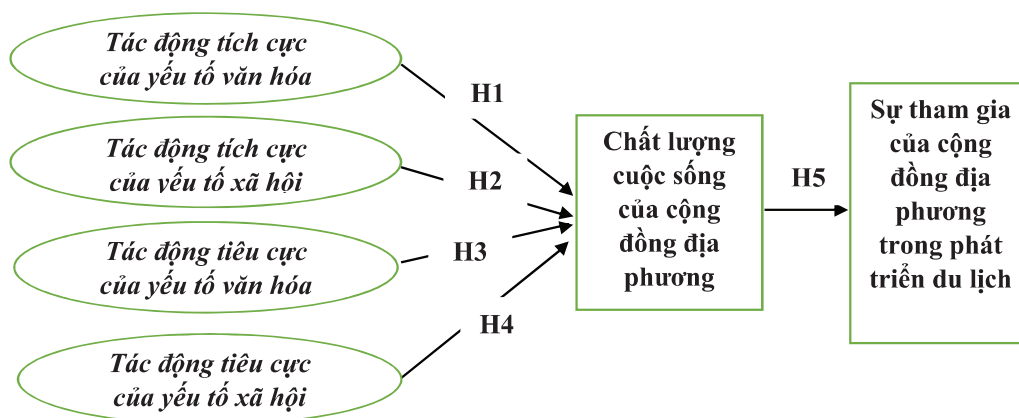 Tác động tích cực
của yếu tố văn hóa
H1
Tác động tích cực
của yếu tố xã hội
H2
Tác động tiêu cực
của yếu tố văn hóa
H3
Tác động tiêu cực
của yếu tố xã hội
H4
Chất lượng
cuộc sống
của cộng
đồng địa
phương
H5
Sự tham gia
của cộng
đồng địa
phương
trong phát
triển du lịch